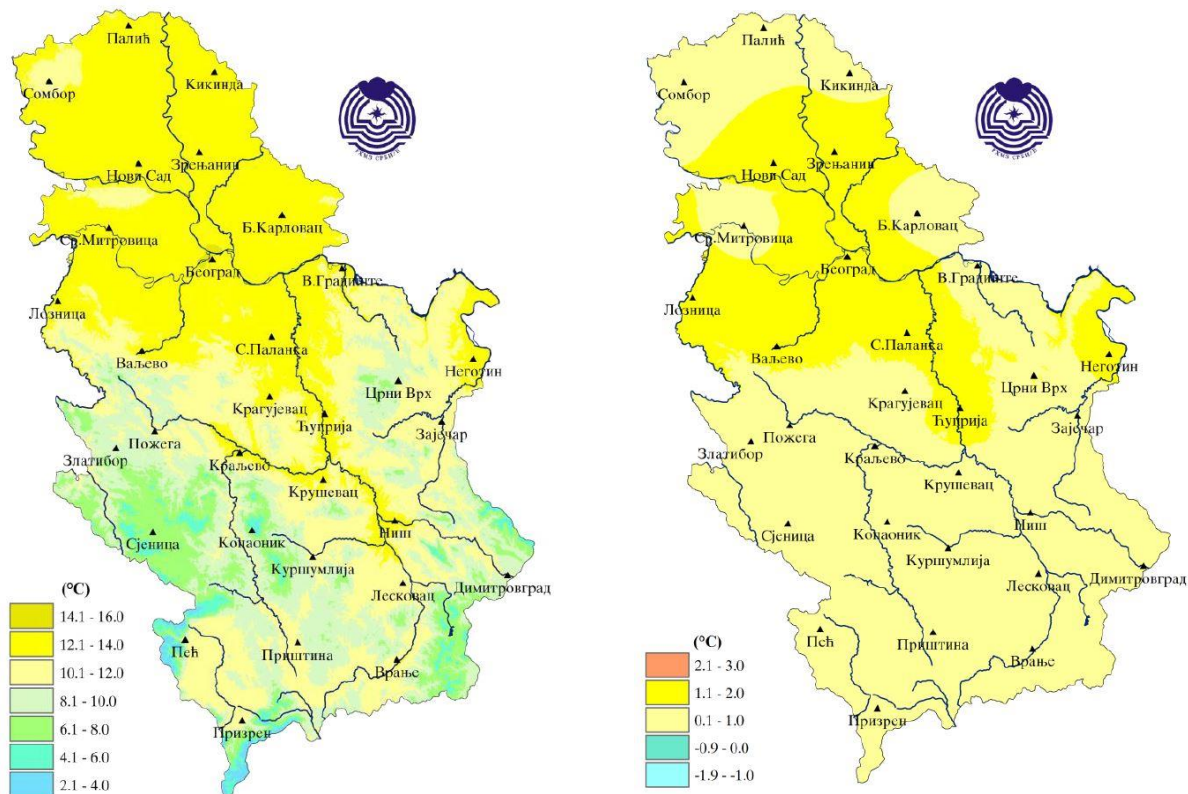 Палић
Сомбор
Кикинда
Зрењанин
Нови Сад
Б.Карловац
Ср.Митровица
Београд
В.Градиште
Лозница
Ваљево
С.Паланка
Неготин
Црни Врх
Крагујевац
Ћуприја
Зајечар
Пожега
Златибор
Краљево
Крушевац
Ниш
Сјеница
Копаоник
Куршумлија
Димитровград
Лесковац
Пећ
Приштина
Врање
Призрен
(°C)
14.1 - 16.0
12.1 - 14.0
10.1 - 12.0
8.1 - 10.0
6.1 - 8.0
4.1 - 6.0
2.1 - 4.0
Палић
Сомбор
Кикинда
Зрењанин
Нови Сад
Б.Карловац
Ср.Митровица
Београд
В.Градиште
Лозница
Ваљево
С.Паланка
Неготин
Црни Врх
Крагујевац
Ћуприја
Зајечар
Пожега
Златибор
Краљево
Крушевац
Ниш
Сјеница
Копаоник
Куршумлија
Димитровград
Лесковац
Пећ
Приштина
Врање
Призрен
(°C)
2.1 - 3.0
1.1 - 2.0
0.1 - 1.0
-0.9 - 0.0
-1.9 - -1.0